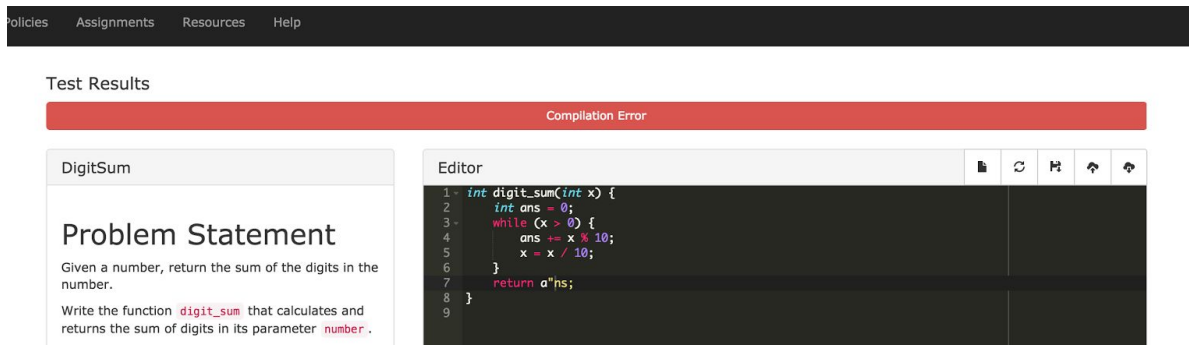 Policies Assignments Resources Help
Test Results
Compilation Error
DigitSum
Problem Statement
Given a number, return the sum of the digits in the
number.
Write the function digit_sum that calculates and
returns the sum of digits in its parameter number.
Editor
1 int digit_sum(int x) {
2 int ans = 0;
3 while (x > 0) {
4 ans += x % 10;
5 x = x / 10;
6 }
7 return a"ns;
8 }
9